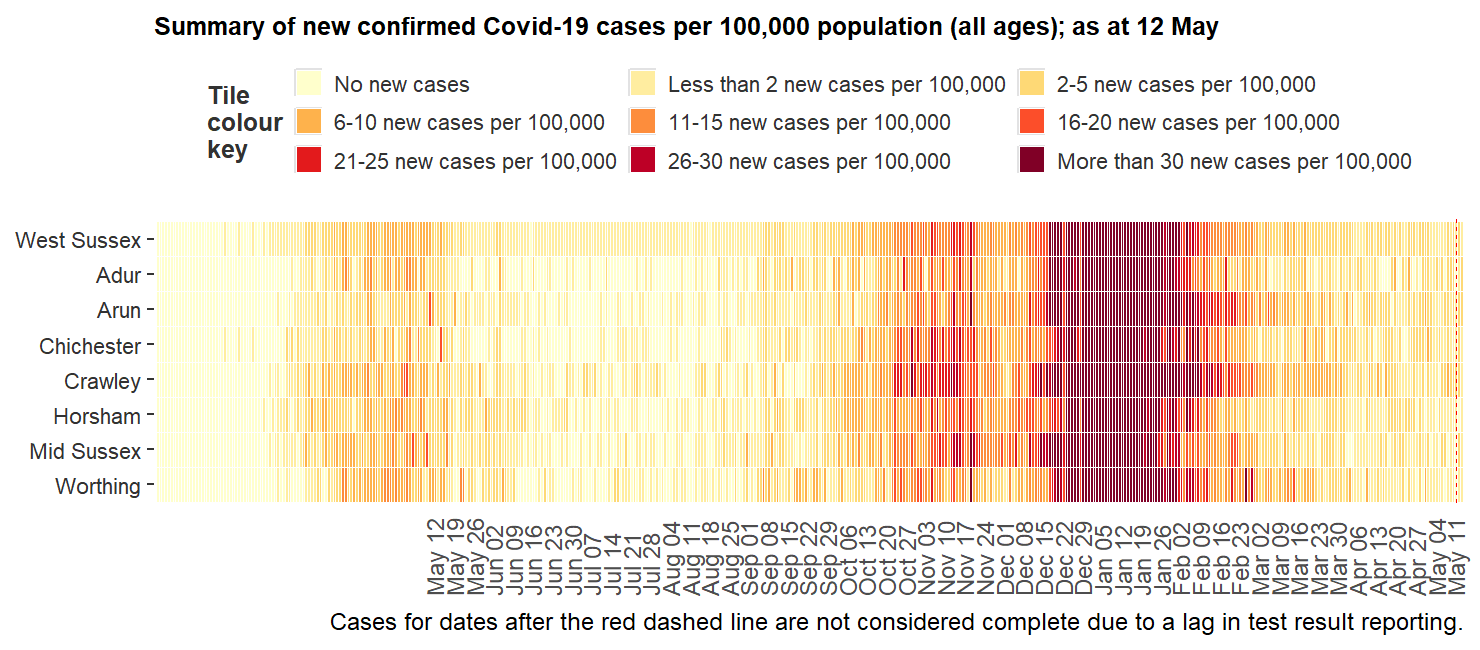 Summary of new confirmed Covid-19 cases per 100,000 population (all ages); as at 12 May
Tile
colour
key
No new cases
Less than 2 new cases per 100,000
2-5 new cases per 100,000
6-10 new cases per 100,000
11-15 new cases per 100,000
16-20 new cases per 100,000
21-25 new cases per 100,000
26-30 new cases per 100,000
More than 30 new cases per 100,000
West Sussex
Adur
Arun
Chichester
Crawley
Horsham
Mid Sussex
Worthing
May 12
May 19
May 26
Jun 02
Jun 09
Jun 16
Jun 23
Jun 30
Jul 07
Jul 14
Jul 21
Jul 28
Aug 04
Aug 11
Aug 18
Aug 25
Sep 01
Sep 08
Sep 15
Sep 22
Sep 29
Oct 06
Oct 13
Oct 20
Oct 27
Nov 03
Nov 10
Nov 17
Nov 24
Dec 01
Dec 08
Dec 15
Dec 22
Dec 29
Jan 05
Jan 12
Jan 19
Jan 26
Feb 02
Feb 09
Feb 16
Feb 23
Mar 02
Mar 09
Mar 16
Mar 23
Mar 30
Apr 06
Apr 13
Apr 20
Apr 27
May 04
May 11
Cases for dates after the red dashed line are not considered complete due to a lag in test result reporting.